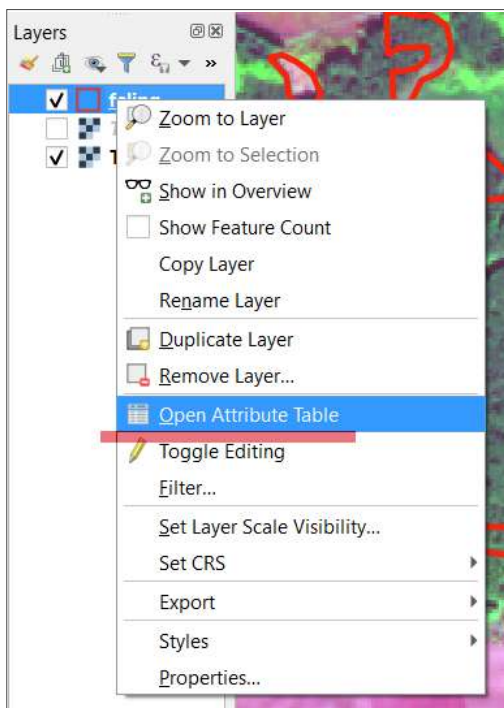 Layers
feling
Zoom to Layer
Zoom to Selection
Show in Overview
Show Feature Count
Copy Layer
Rename Layer
Duplicate Layer
Remove Layer...
Open Attribute Table
Toggle Editing
Filter...
Set Layer Scale Visibility...
Set CRS
Export
Styles
Properties...